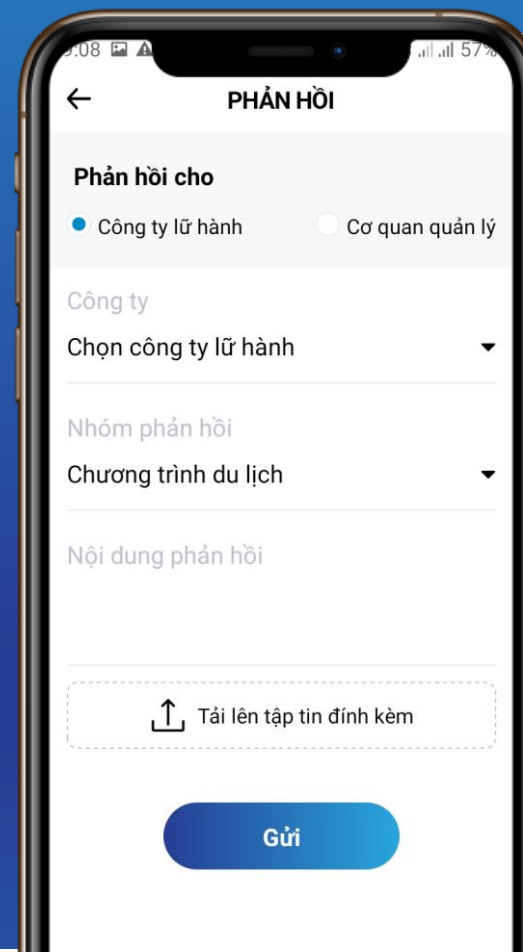 :08 57%
PHẢN HỒI
Phản hồi cho
Công ty lữ hành Cơ quan quản lý
Công ty
Chọn công ty lữ hành
Nhóm phản hồi
Chương trình du lịch
Nội dung phản hồi
Tải lên tập tin đính kèm
Gửi